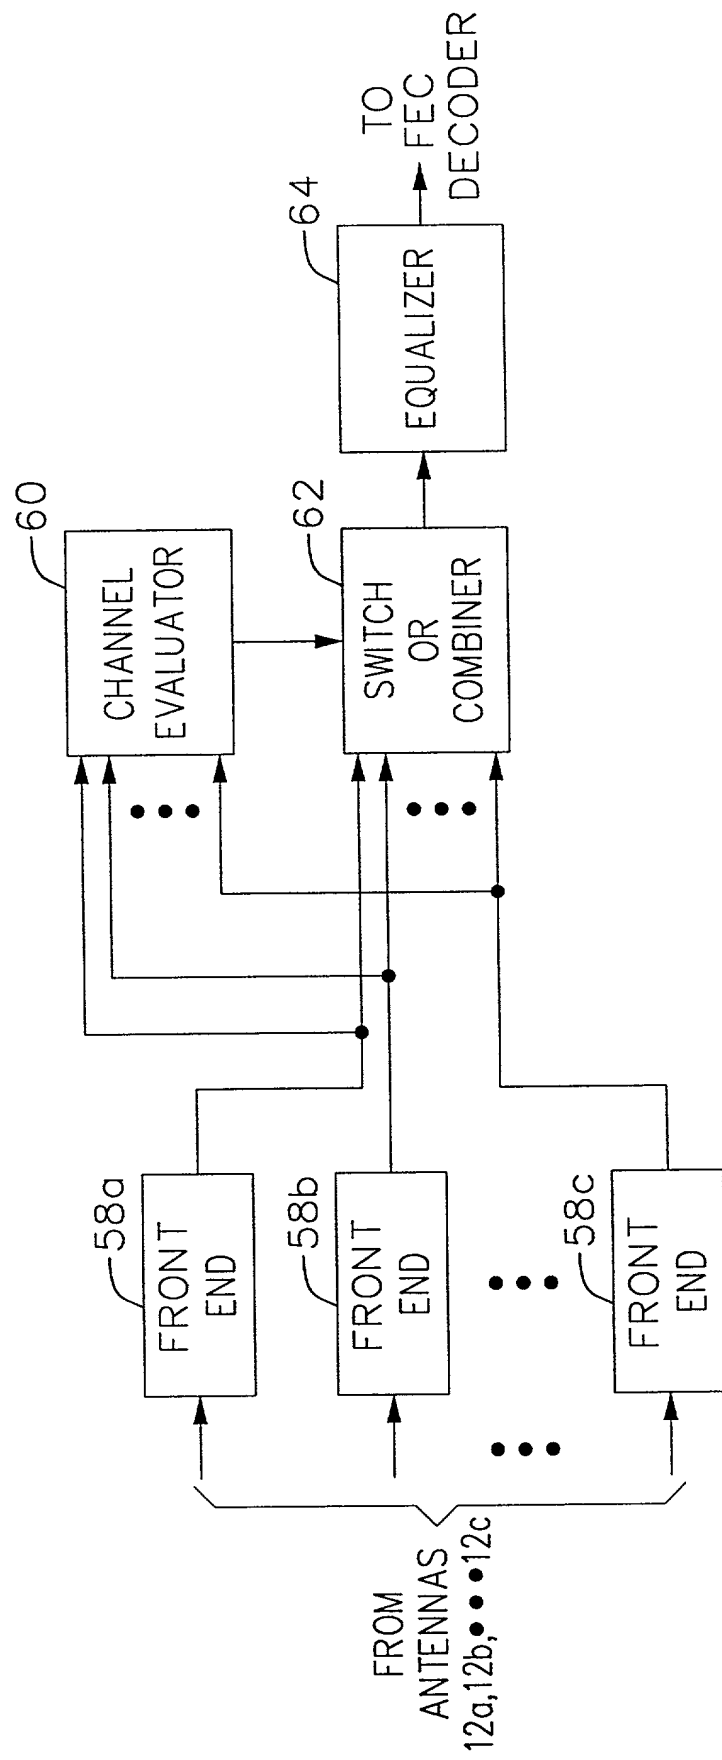 FROM
ANTENNAS
12a,12b,•••12c
58a
FRONT
END
58b
FRONT
END
•••
•••
58c
FRONT
END
60
CHANNEL
EVALUATOR
•••
62
SWITCH
OR
COMBINER
•••
64
EQUALIZER
TO
FEC
DECODER